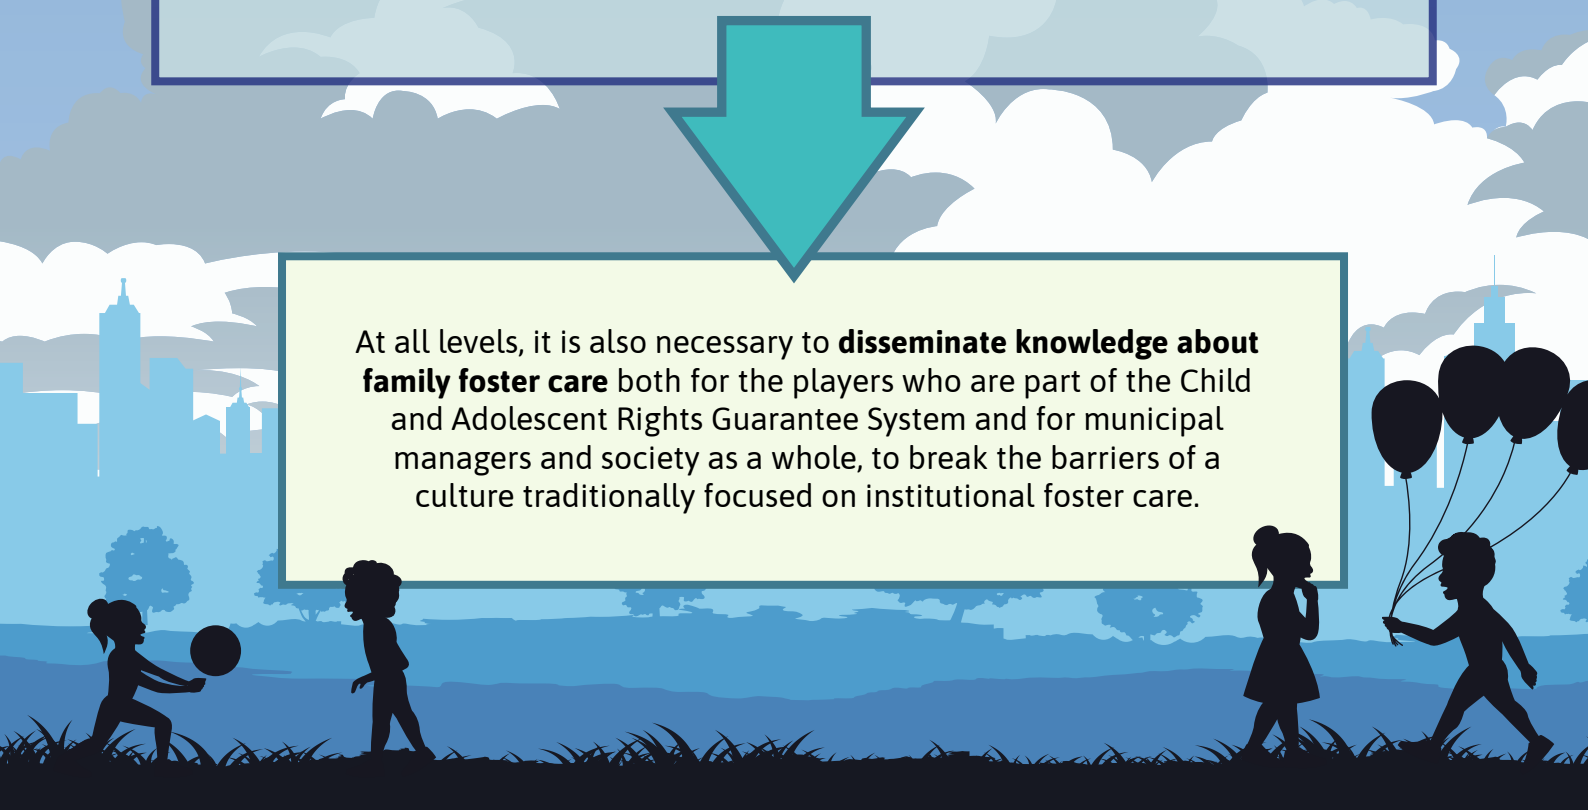 At all levels, it is also necessary to disseminate knowledge about
family foster care both for the players who are part of the Child
and Adolescent Rights Guarantee System and for municipal
managers and society as a whole, to break the barriers of a
culture traditionally focused on institutional foster care.